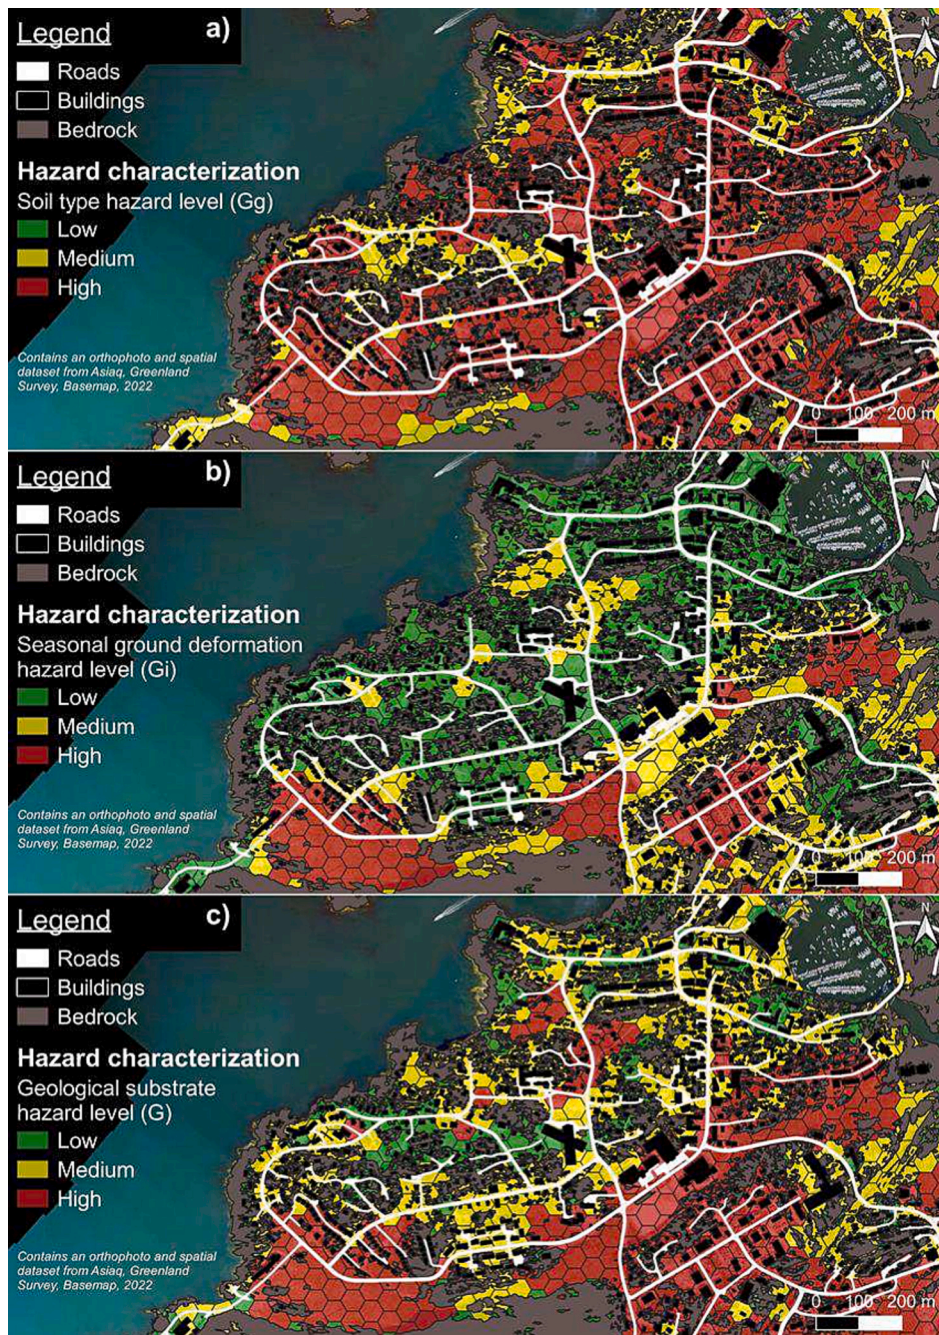 Legend
a)
N
Roads
Buildings
Bedrock
Hazard characterization
Soil type hazard level (Gg)
Low
Medium
High
Contains an orthophoto and spatial
dataset from Asiaq, Greenland
Survey, Basemap, 2022
0 100 200 m
Legend
b)
N
Roads
Buildings
Bedrock
Hazard characterization
Seasonal ground deformation
hazard level (Gi)
Low
Medium
High
Contains an orthophoto and spatial
dataset from Asiaq, Greenland
Survey, Basemap, 2022
0 100 200 m
Legend
c)
N
Roads
Buildings
Bedrock
Hazard characterization
Geological substrate
hazard level (G)
Low
Medium
High
Contains an orthophoto and spatial
dataset from Asiaq, Greenland
Survey, Basemap, 2022
0 100 200 m